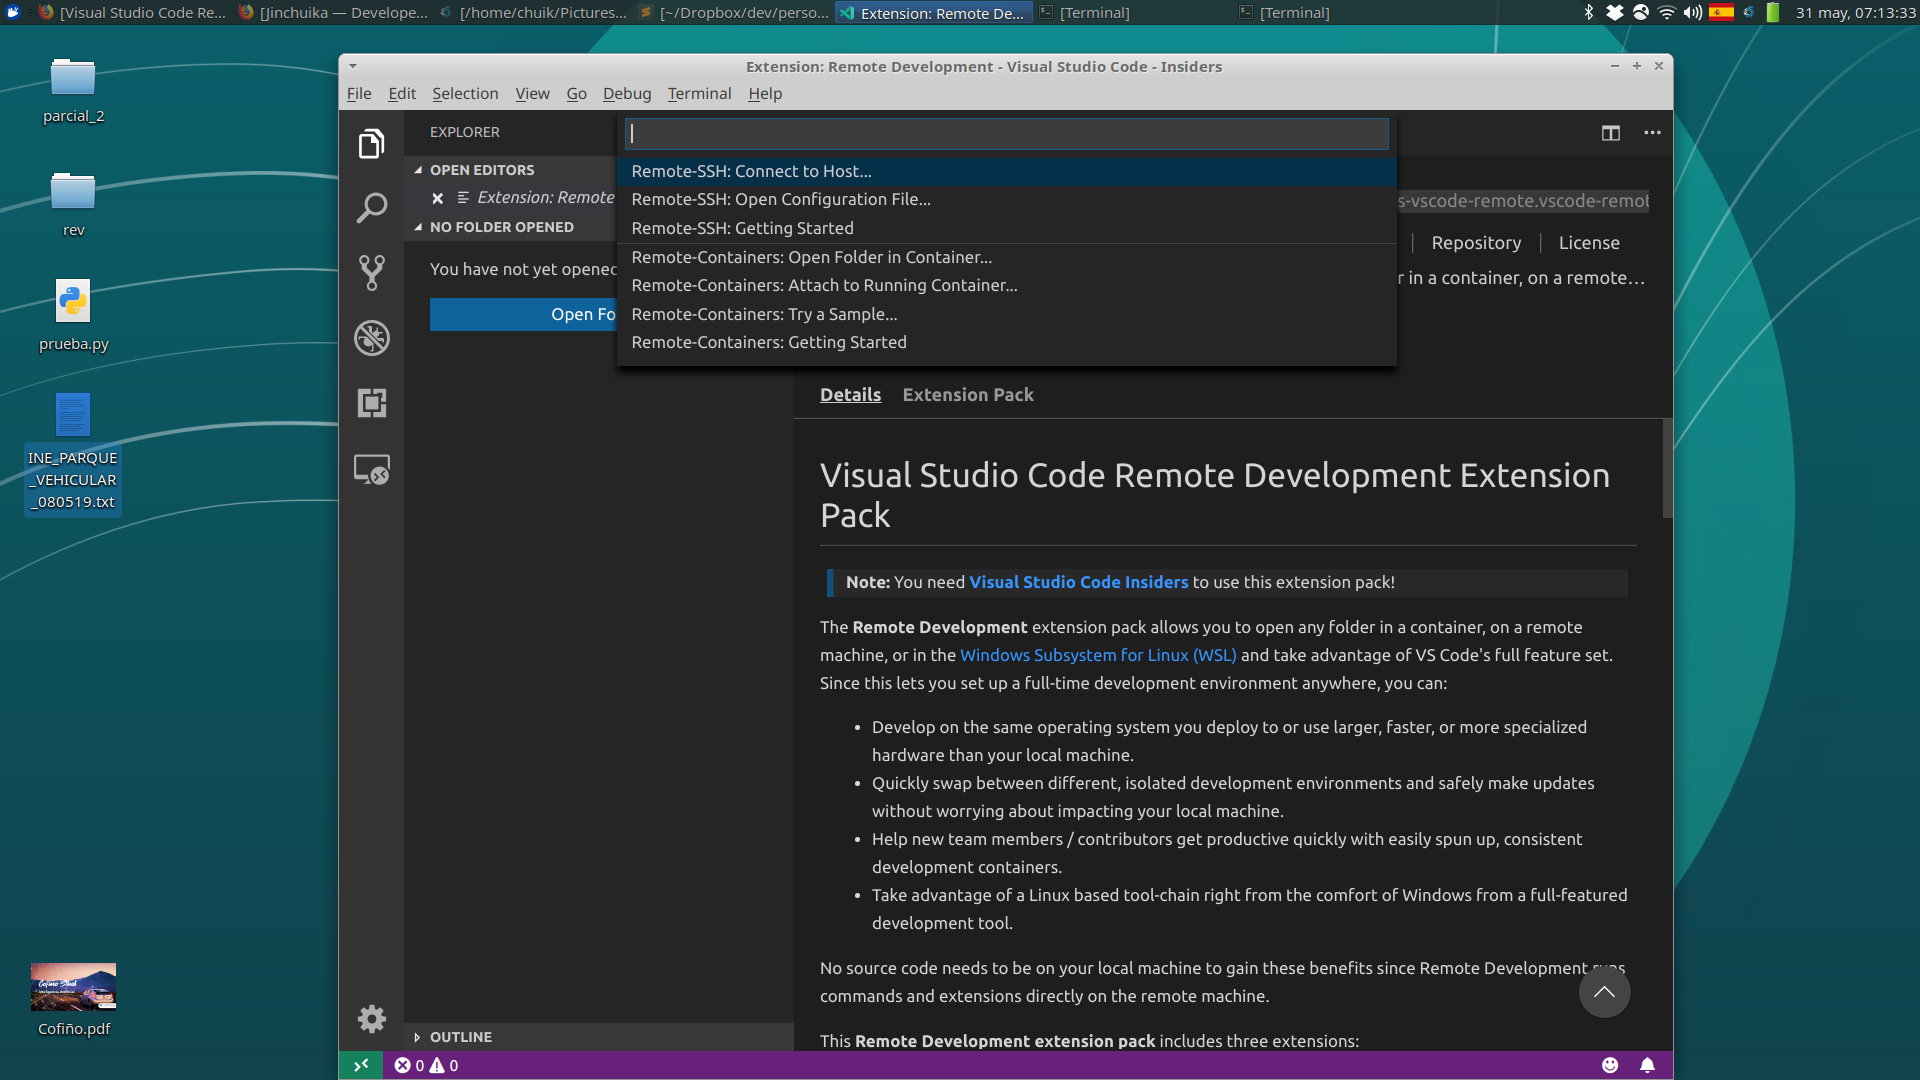 [Visual Studio Code Re...
[Jinchuika — Develope...
[/home/chuik/Pictures...
[~/Dropbox/dev/perso...
Extension: Remote De...
[Terminal]
[Terminal]
31 may, 07:13:33
parcial_2
rev
prueba.py
INE_PARQUE
_VEHICULAR
_080519.txt
Cofiño.pdf
Extension: Remote Development - Visual Studio Code - Insiders
File Edit Selection View Go Debug Terminal Help
EXPLORER
OPEN EDITORS
Extension: Remote
NO FOLDER OPENED
You have not yet opened
Open Fo
OUTLINE
Remote-SSH: Connect to Host...
Remote-SSH: Open Configuration File...
Remote-SSH: Getting Started
Remote-Containers: Open Folder in Container...
Remote-Containers: Attach to Running Container...
Remote-Containers: Try a Sample...
Remote-Containers: Getting Started
s-vscode-remote.vscode-remot
Repository
License
r in a container, on a remote...
Details
Extension Pack
Visual Studio Code Remote Development Extension
Pack
Note: You need Visual Studio Code Insiders to use this extension pack!
The Remote Development extension pack allows you to open any folder in a container, on a remote
machine, or in the Windows Subsystem for Linux (WSL) and take advantage of VS Code's full feature set.
Since this lets you set up a full-time development environment anywhere, you can:
• Develop on the same operating system you deploy to or use larger, faster, or more specialized
hardware than your local machine.
• Quickly swap between different, isolated development environments and safely make updates
without worrying about impacting your local machine.
• Help new team members / contributors get productive quickly with easily spun up, consistent
development containers.
• Take advantage of a Linux based tool-chain right from the comfort of Windows from a full-featured
development tool.
No source code needs to be on your local machine to gain these benefits since Remote Development runs
commands and extensions directly on the remote machine.
This Remote Development extension pack includes three extensions:
0 0